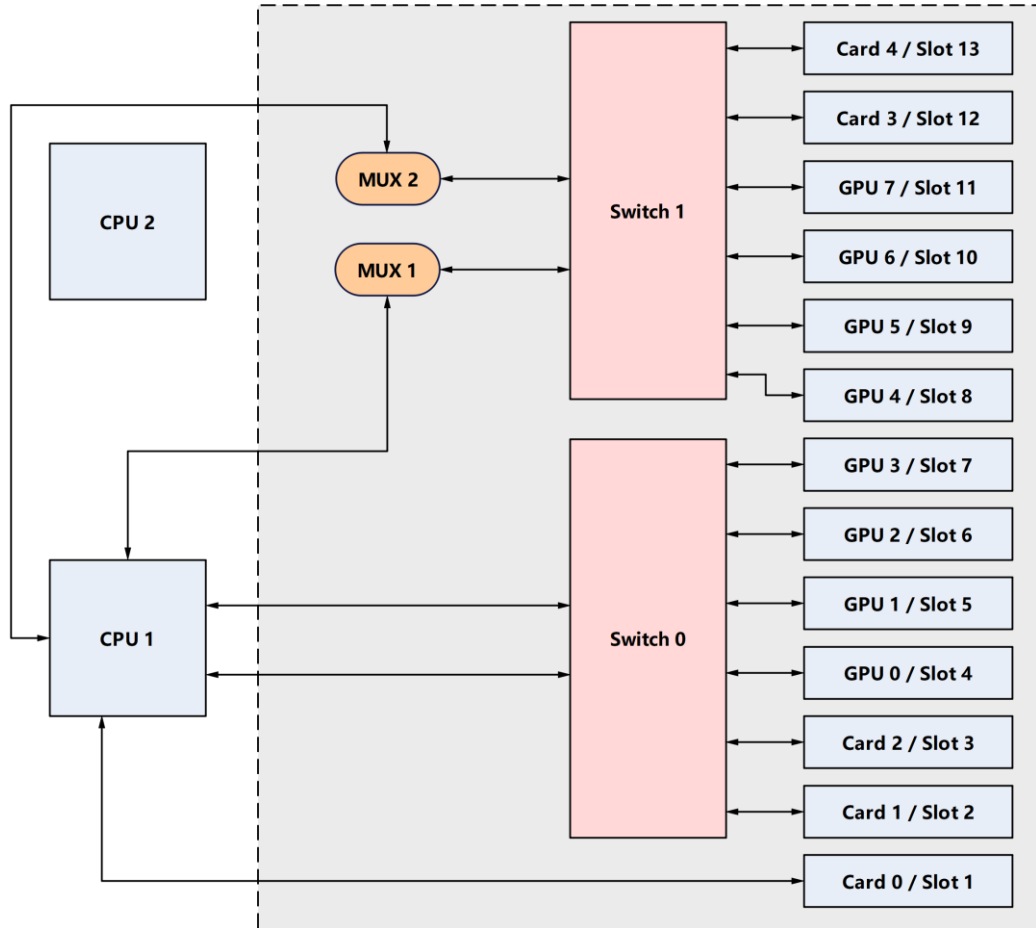 Card 4 / Slot 13
Card 3 / Slot 12
MUX 2
GPU 7 / Slot 11
CPU 2
Switch 1
GPU 6 / Slot 10
MUX 1
GPU 5 / Slot 9
GPU 4 / Slot 8
GPU 3 / Slot 7
GPU 2 / Slot 6
GPU 1 / Slot 5
CPU 1
Switch 0
GPU 0 / Slot 4
Card 2 / Slot 3
Card 1 / Slot 2
Card 0 / Slot 1